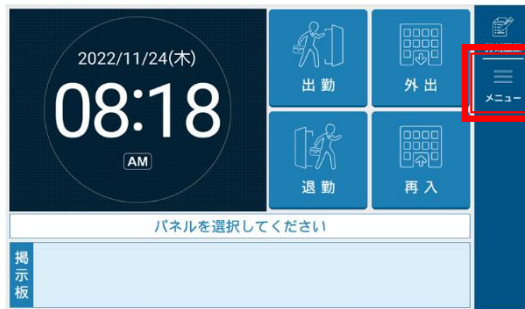 2022/11/24(木)
08:18
AM
出勤
外出
退勤
再入
メニュー
パネルを選択してください
掲示板